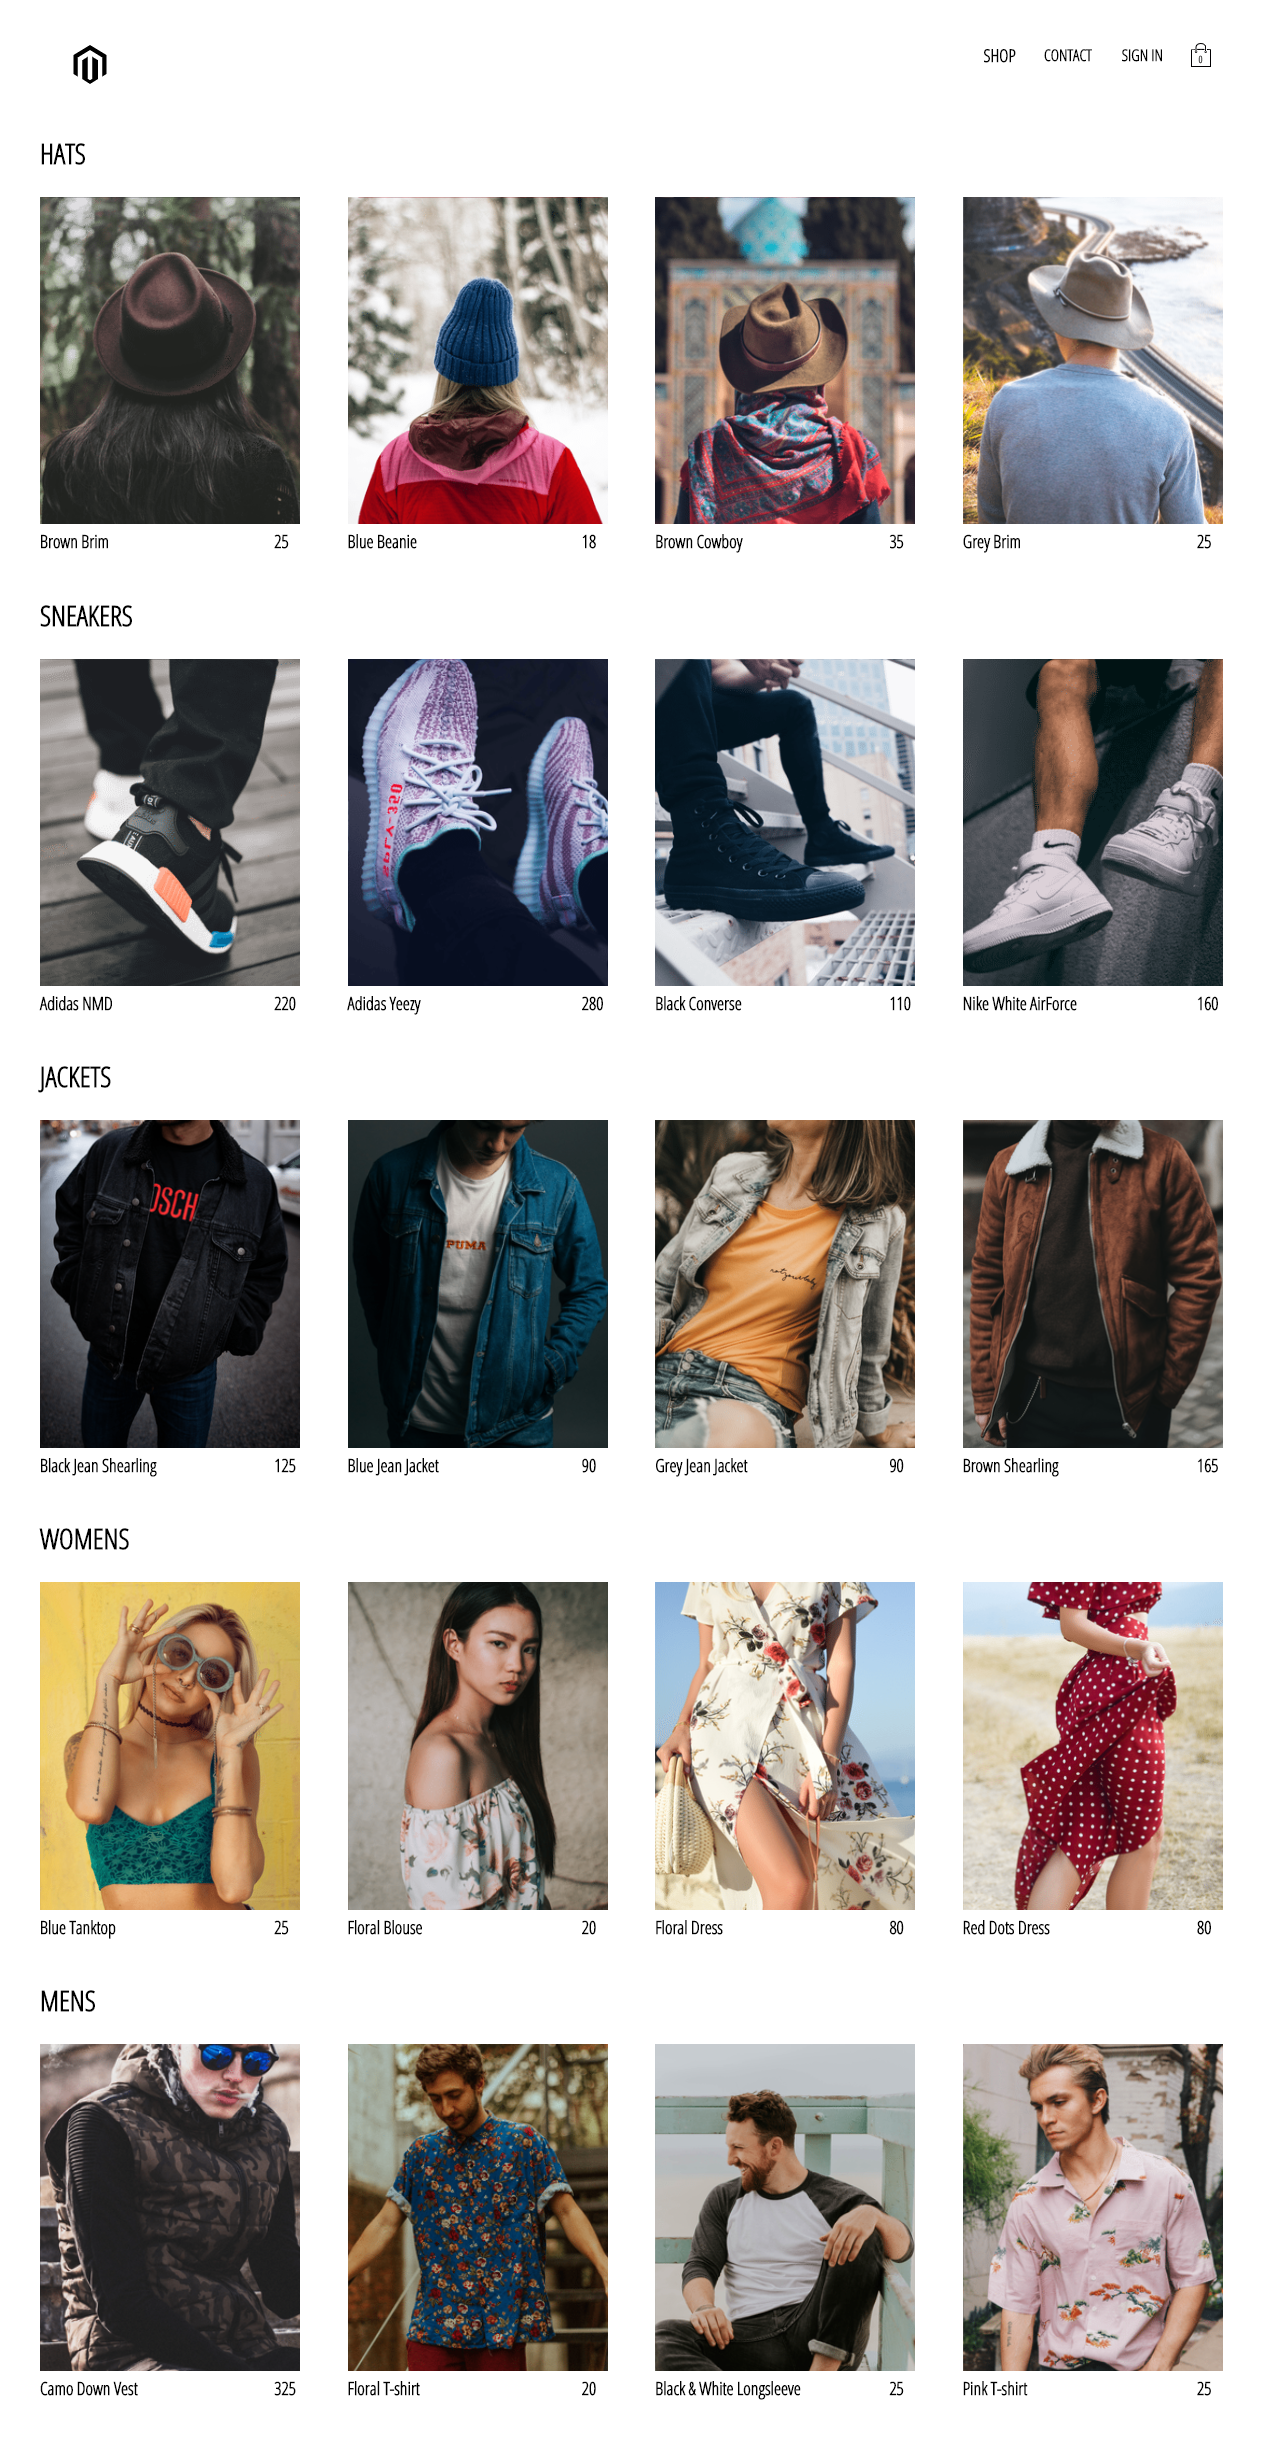 SHOP CONTACT SIGN IN 0
HATS
Brown Brim 25 Blue Beanie 18 Brown Cowboy 35 Grey Brim 25
SNEAKERS
Adidas NMD 220 Adidas Yeezy 280 Black Converse 110 Nike White AirForce 160
JACKETS
OSCH
PUMA
notyourbaby
Black Jean Shearling 125 Blue Jean Jacket 90 Grey Jean Jacket 90 Brown Shearling 165
WOMENS
Blue Tanktop 25 Floral Blouse 20 Floral Dress 80 Red Dots Dress 80
MENS
Camo Down Vest 325 Floral T-shirt 20 Black & White Longsleeve 25 Pink T-shirt 25